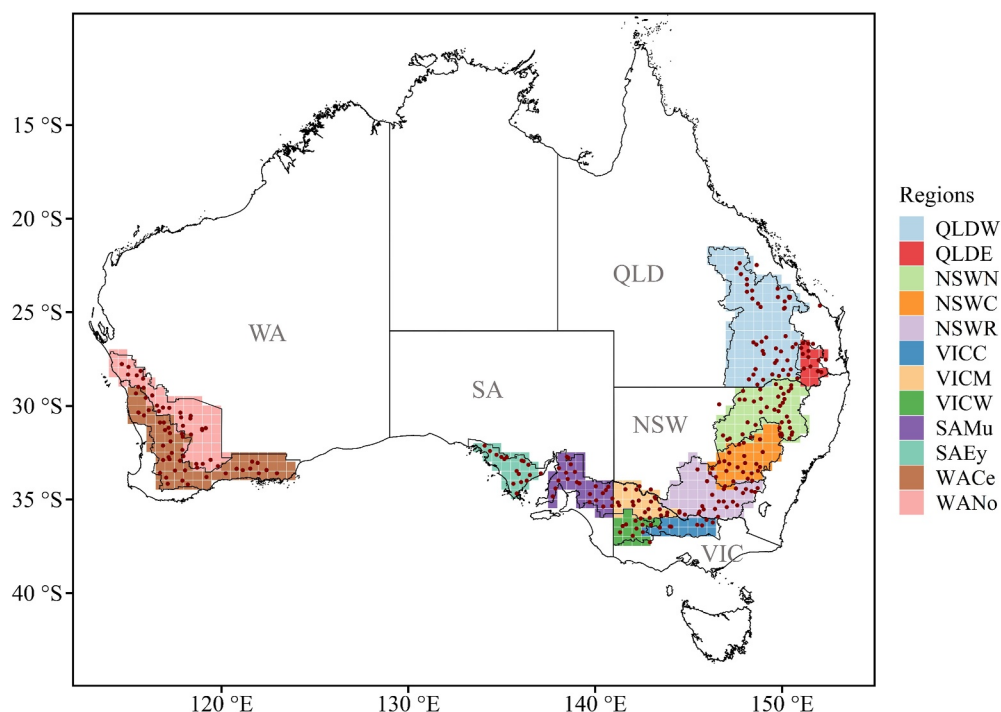 15 °S
20 °S
25 °S
30 °S
35 °S
40 °S
120 °E
130 °E
140 °E
150 °E
WA
SA
QLD
NSW
VIC
Regions
QLDW
QLDE
NSWN
NSWC
NSWR
VICC
VICM
VICW
SAMu
SAEy
WACe
WANo